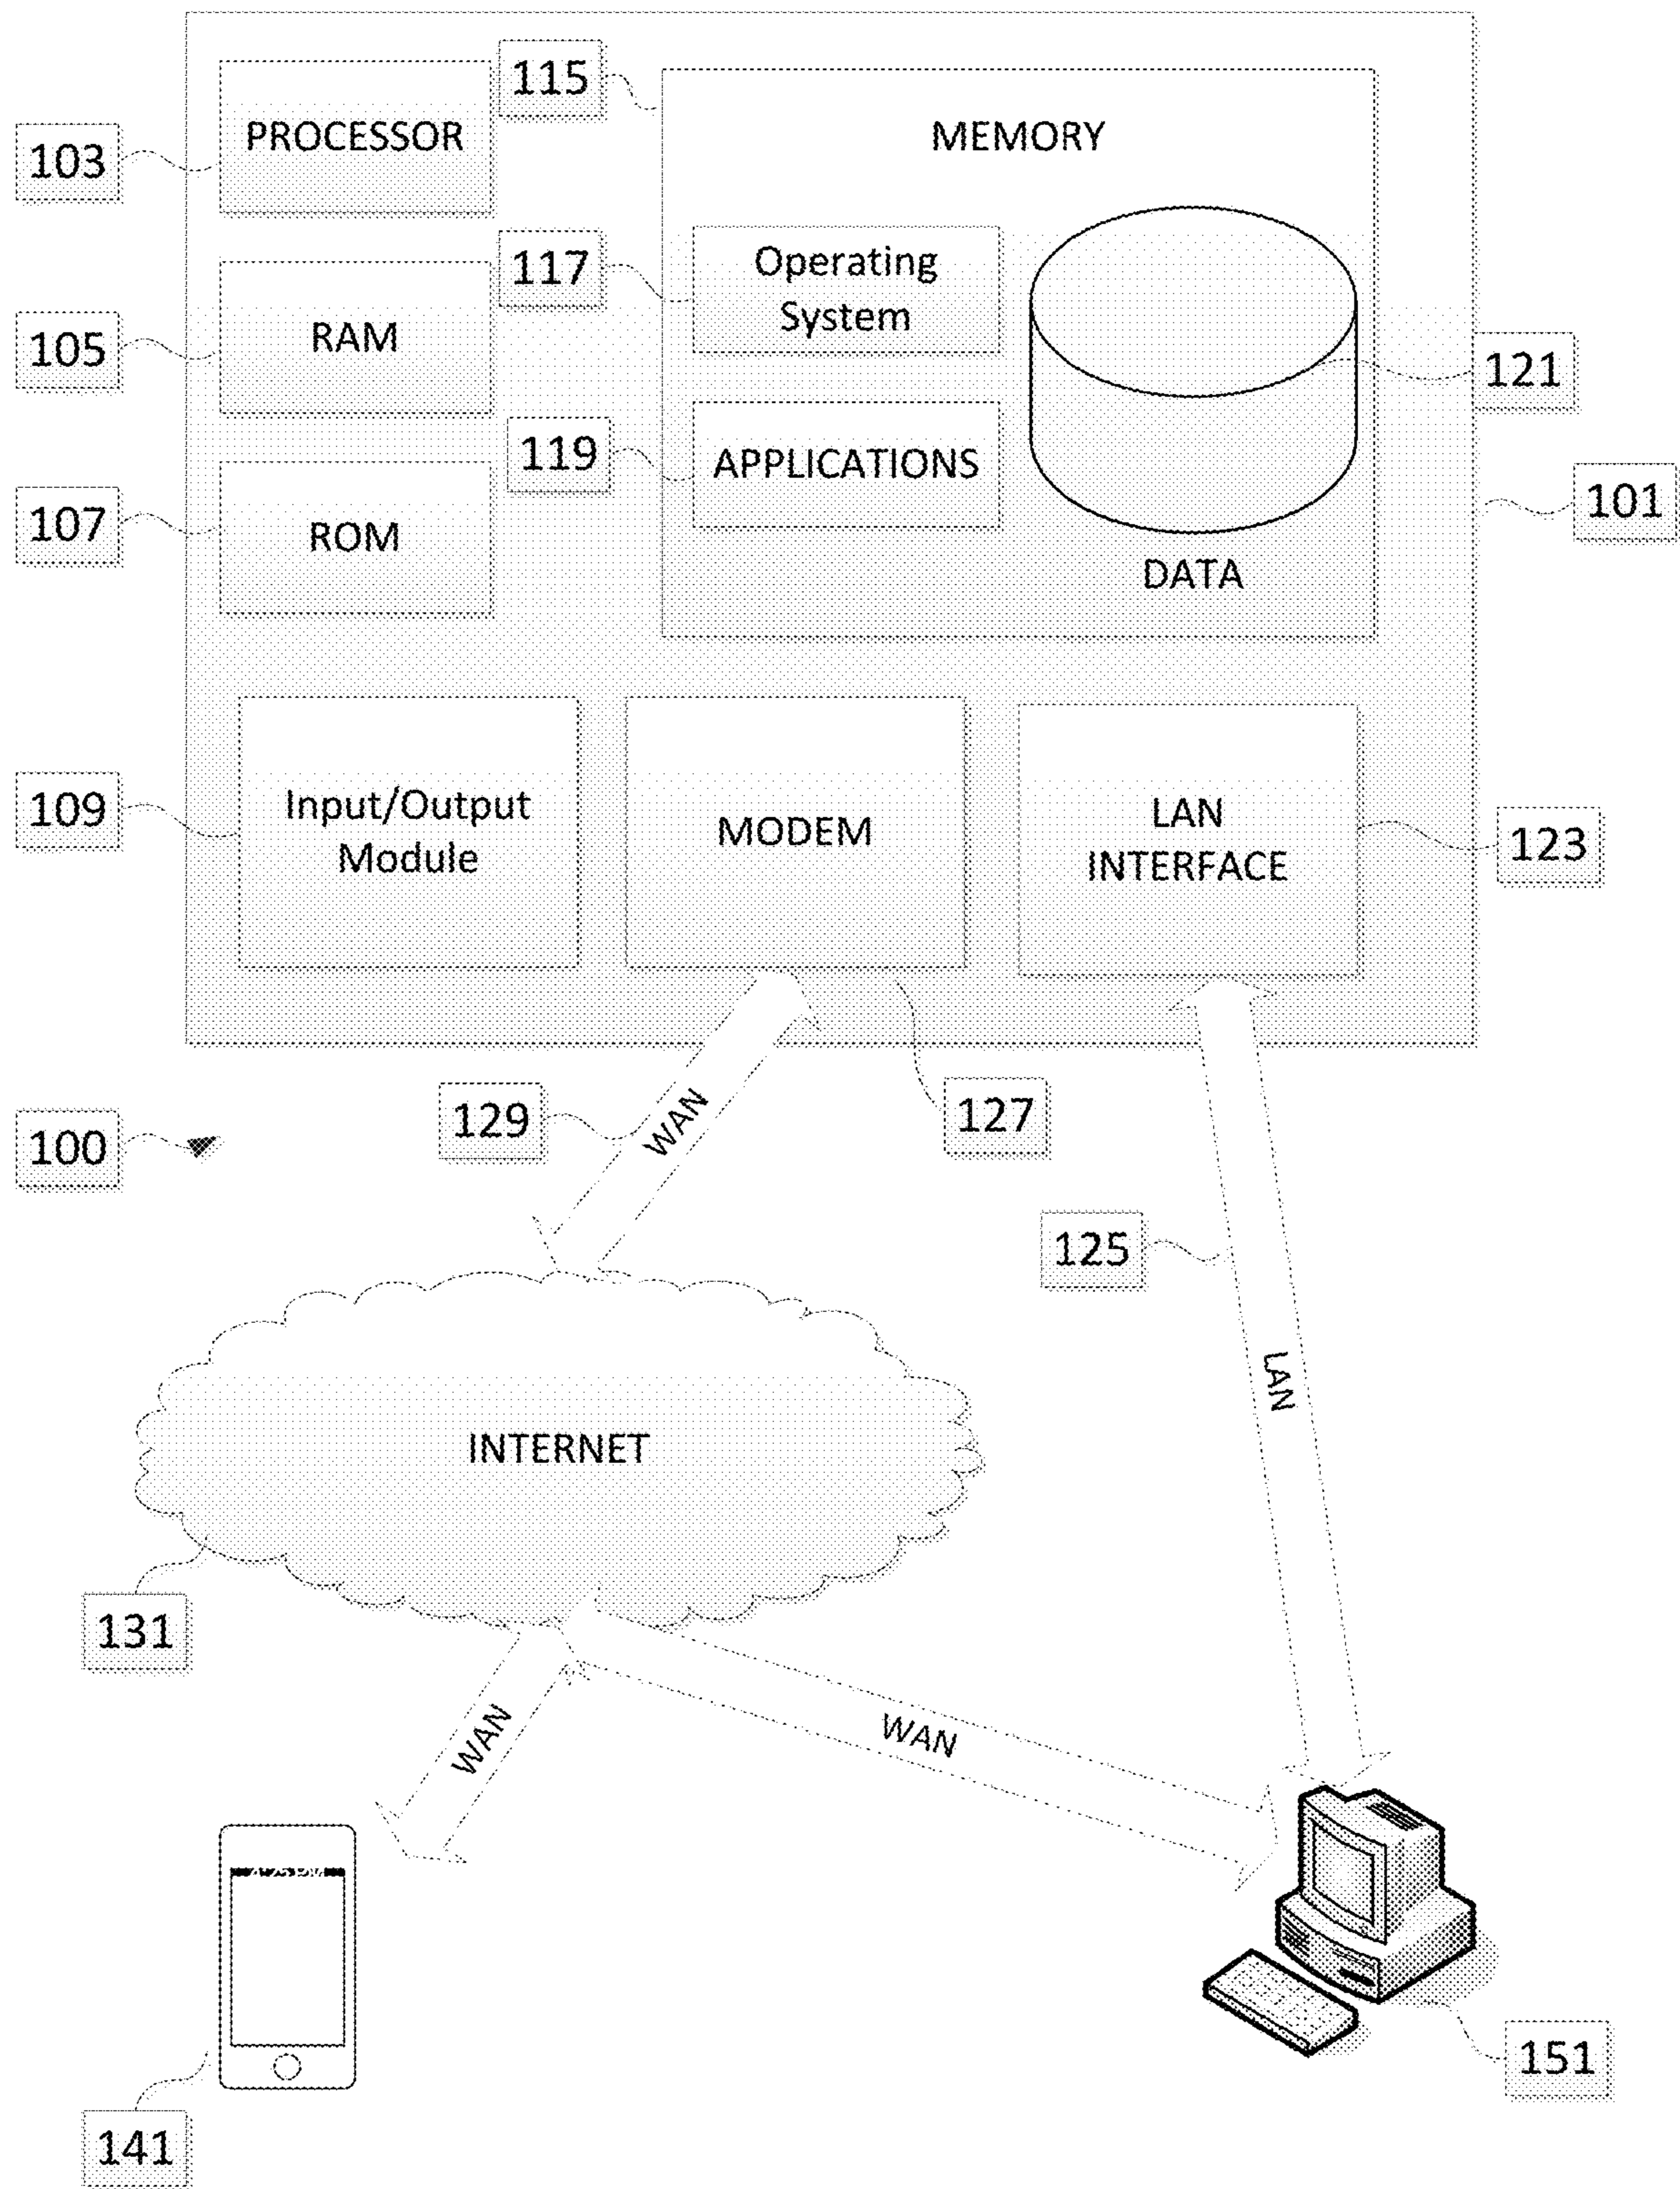 115
PROCESSOR
MEMORY
103
117
Operating
System
RAM
105
121
119
APPLICATIONS
101
107
ROM
DATA
109
Input/Output
Module
MODEM
LAN
INTERFACE
123
129
WAN
127
100
125
LAN
INTERNET
131
WAN
WAN
151
141